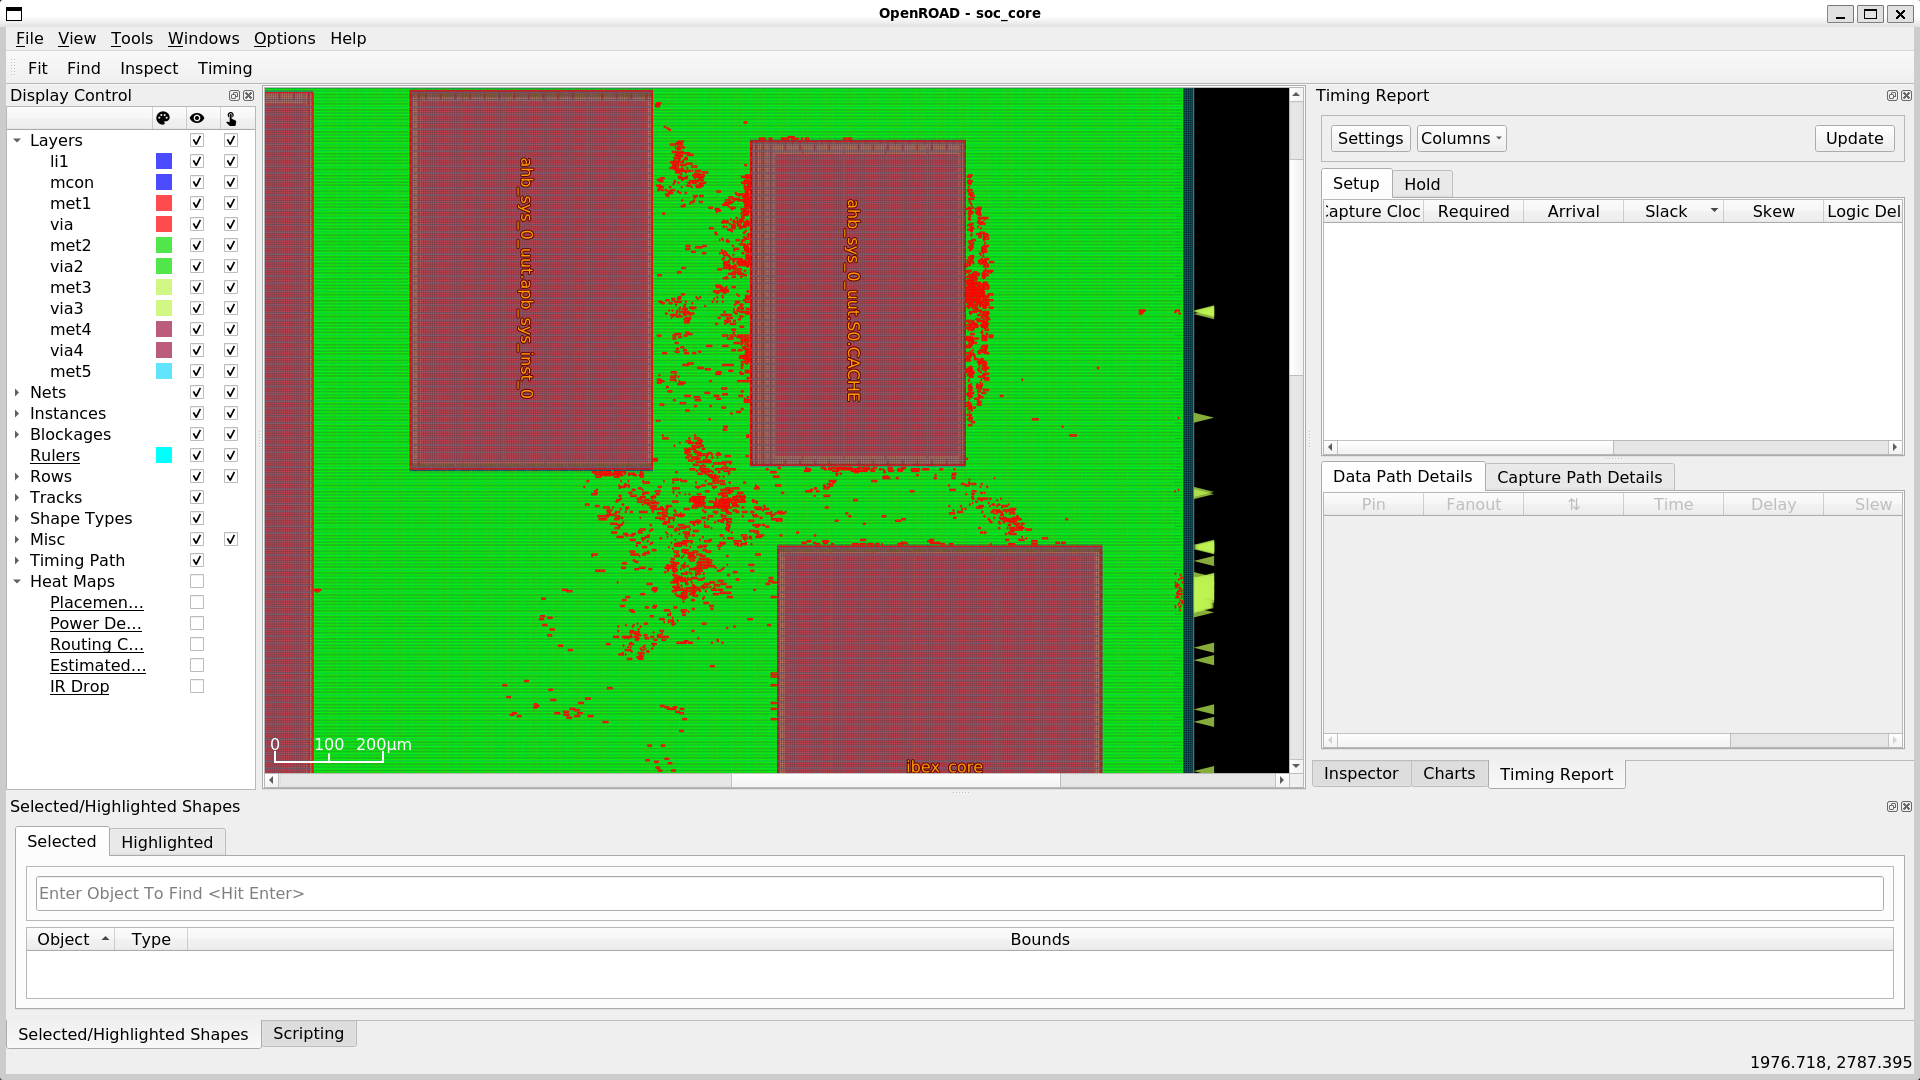 OpenROAD - soc_core
File View Tools Windows Options Help
Fit Find Inspect Timing
Display Control
Layers
li1
mcon
met1
via
met2
via2
met3
via3
met4
via4
met5
Nets
Instances
Blockages
Rulers
Rows
Tracks
Shape Types
Misc
Timing Path
Heat Maps
Placemen...
Power De...
Routing C...
Estimated...
IR Drop
ahb_sys_0_uut.apb_sys_inst_0
ahb_sys_0_uut.S0.CACHE
ibex_core
0 100 200μm
Timing Report
Settings Columns Update
Setup Hold
Capture Cloc Required Arrival Slack Skew Logic Del
Data Path Details Capture Path Details
Pin Fanout ⇅ Time Delay Slew
Inspector Charts Timing Report
Selected/Highlighted Shapes
Selected Highlighted
Enter Object To Find <Hit Enter>
Object Type Bounds
Selected/Highlighted Shapes Scripting
1976.718, 2787.395